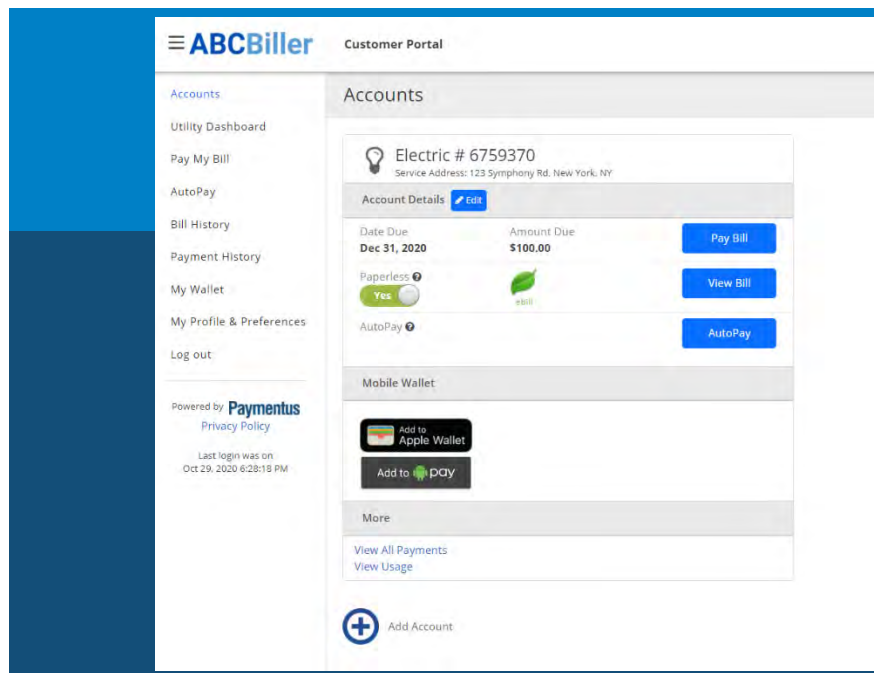 ABCBiller
Customer Portal
Accounts
Utility Dashboard
Pay My Bill
AutoPay
Bill History
Payment History
My Wallet
My Profile & Preferences
Log out
Powered by Paymentus
Privacy Policy
Last login was on
Oct 29, 2020 6:28:18 PM
Accounts
Electric # 6759370
Service Address: 123 Symphony Rd, New York, NY
Account Details Edit
Date Due Amount Due
Dec 31, 2020 $100.00
Pay Bill
Paperless
Yes
ebill
View Bill
AutoPay
AutoPay
Mobile Wallet
Add to
Apple Wallet
Add to pay
More
View All Payments
View Usage
Add Account